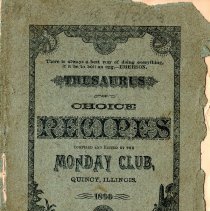 There is always a best way of doing everything,
if it be to boil an egg.—EMERSON.
THESAURUS
OF
CHOICE
RECIPES
COMPILED AND EDITED BY THE
MONDAY CLUB,
QUINCY, ILLINOIS.
1896